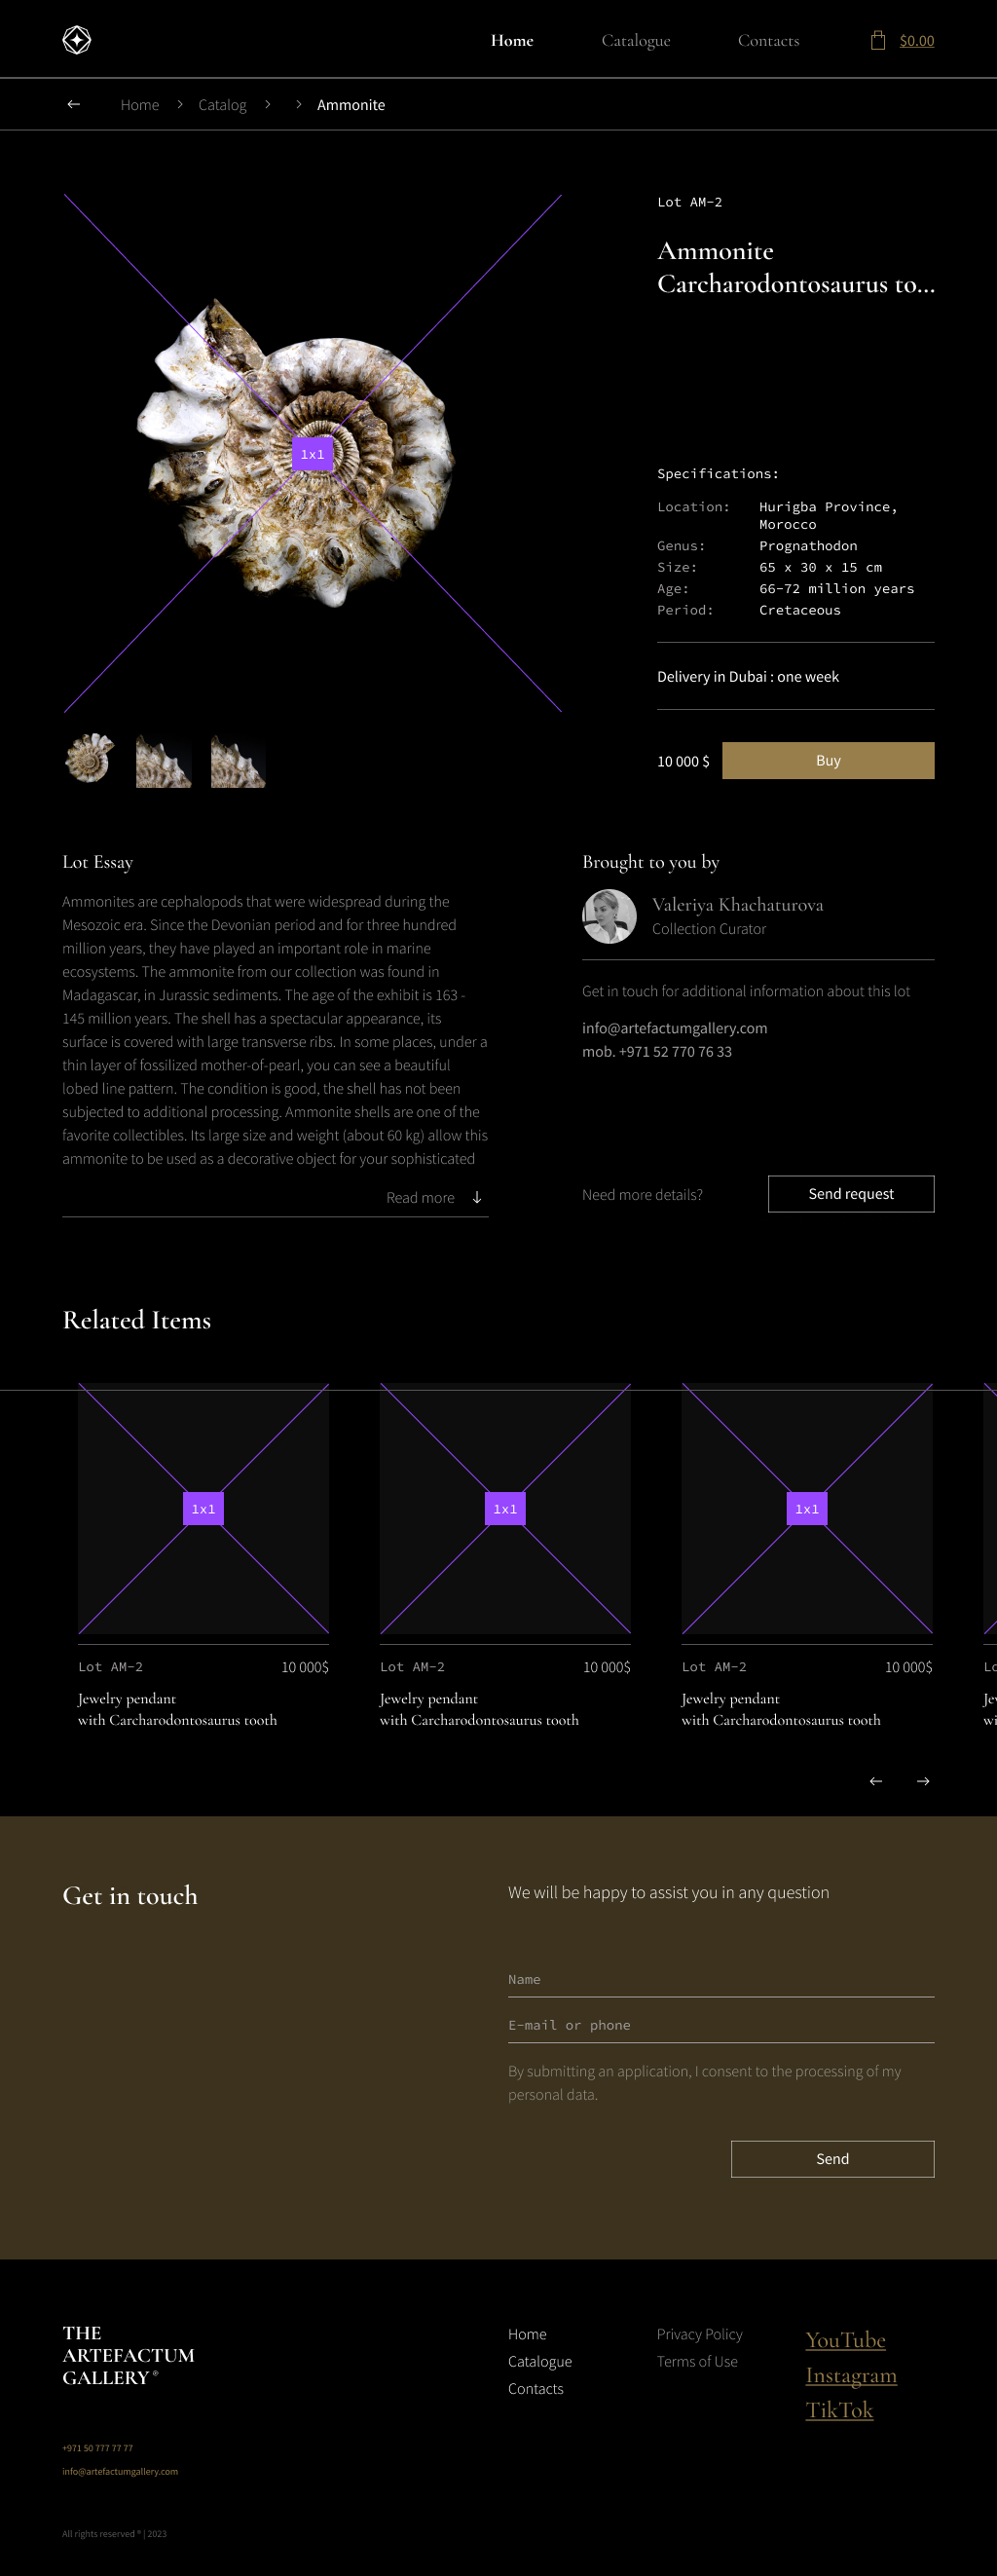 Home
Catalogue
Contacts
$0.00
Home
Catalog
Ammonite
Lot AM-2
Ammonite
Carcharodontosaurus to...
1x1
Specifications:
Location: Hurigba Province,
Morocco
Genus: Prognathodon
Size: 65 x 30 x 15 cm
Age: 66-72 million years
Period: Cretaceous
Delivery in Dubai : one week
10 000 $
Buy
Lot Essay
Ammonites are cephalopods that were widespread during the
Mesozoic era. Since the Devonian period and for three hundred
million years, they have played an important role in marine
ecosystems. The ammonite from our collection was found in
Madagascar, in Jurassic sediments. The age of the exhibit is 163 -
145 million years. The shell has a spectacular appearance, its
surface is covered with large transverse ribs. In some places, under a
thin layer of fossilized mother-of-pearl, you can see a beautiful
lobed line pattern. The condition is good, the shell has not been
subjected to additional processing. Ammonite shells are one of the
favorite collectibles. Its large size and weight (about 60 kg) allow this
ammonite to be used as a decorative object for your sophisticated
Read more
Brought to you by
Valeriya Khachaturova
Collection Curator
Get in touch for additional information about this lot
info@artefactumgallery.com
mob. +971 52 770 76 33
Need more details?
Send request
Related Items
1x1
Lot AM-2 10 000$
Jewelry pendant
with Carcharodontosaurus tooth
1x1
Lot AM-2 10 000$
Jewelry pendant
with Carcharodontosaurus tooth
1x1
Lot AM-2 10 000$
Jewelry pendant
with Carcharodontosaurus tooth
Get in touch
We will be happy to assist you in any question
Name
E-mail or phone
By submitting an application, I consent to the processing of my
personal data.
Send
THE
ARTEFACTUM
GALLERY®
+971 50 777 77 77
info@artefactumgallery.com
All rights reserved ® | 2023
Home
Catalogue
Contacts
Privacy Policy
Terms of Use
YouTube
Instagram
TikTok